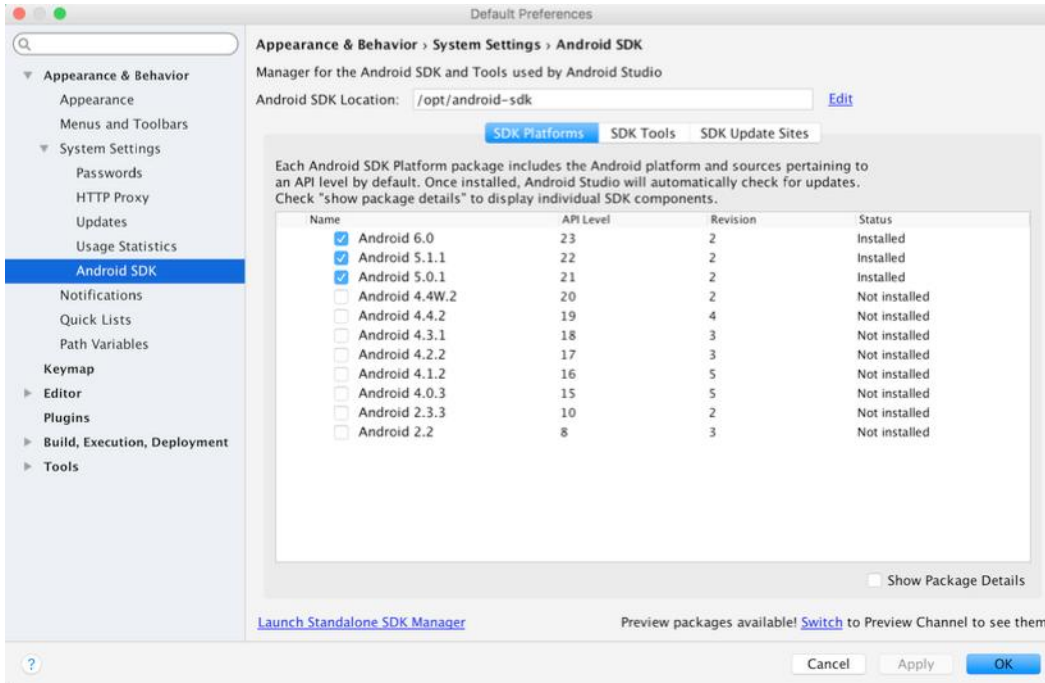 Default Preferences
Appearance & Behavior
Appearance
Menus and Toolbars
System Settings
Passwords
HTTP Proxy
Updates
Usage Statistics
Android SDK
Notifications
Quick Lists
Path Variables
Keymap
Editor
Plugins
Build, Execution, Deployment
Tools
Appearance & Behavior › System Settings › Android SDK
Manager for the Android SDK and Tools used by Android Studio
Android SDK Location: /opt/android-sdk Edit
SDK Platforms SDK Tools SDK Update Sites
Each Android SDK Platform package includes the Android platform and sources pertaining to
an API level by default. Once installed, Android Studio will automatically check for updates.
Check "show package details" to display individual SDK components.
Name API Level Revision Status
Android 6.0 23 2 Installed
Android 5.1.1 22 2 Installed
Android 5.0.1 21 2 Installed
Android 4.4W.2 20 2 Not installed
Android 4.4.2 19 4 Not installed
Android 4.3.1 18 3 Not installed
Android 4.2.2 17 3 Not installed
Android 4.1.2 16 5 Not installed
Android 4.0.3 15 5 Not installed
Android 2.3.3 10 2 Not installed
Android 2.2 8 3 Not installed
Show Package Details
Launch Standalone SDK Manager Preview packages available! Switch to Preview Channel to see them
? Cancel Apply OK